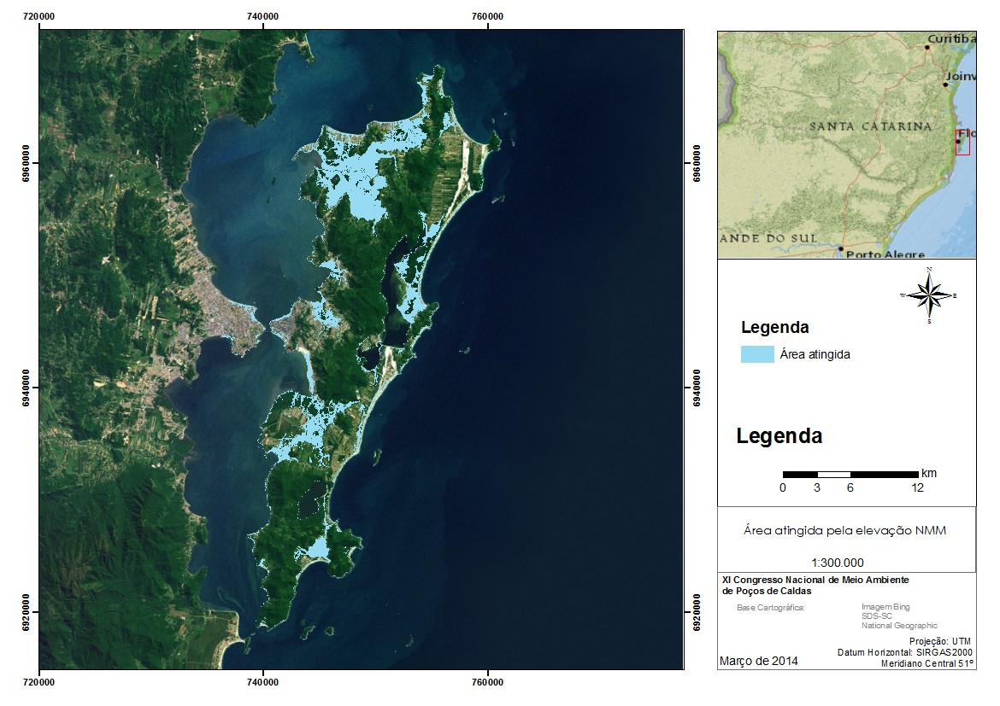 720000
740000
760000
6960000
6960000
6940000
6940000
6920000
6920000
720000
740000
760000
Curitiba
Joinv
SANTA CATARINA
Flo
ANDE DO SUL
Porto Alegre
N
W
E
S
Legenda
Área atingida
Legenda
km
0 3 6 12
Área atingida pela elevação NMM
1:300.000
XI Congresso Nacional de Meio Ambiente
de Poços de Caldas
Base Cartográfica: Imagem Bing
SDS-SC
National Geographic
Projeção: UTM
Datum Horizontal: SIRGAS2000
Março de 2014 Meridiano Central 51º